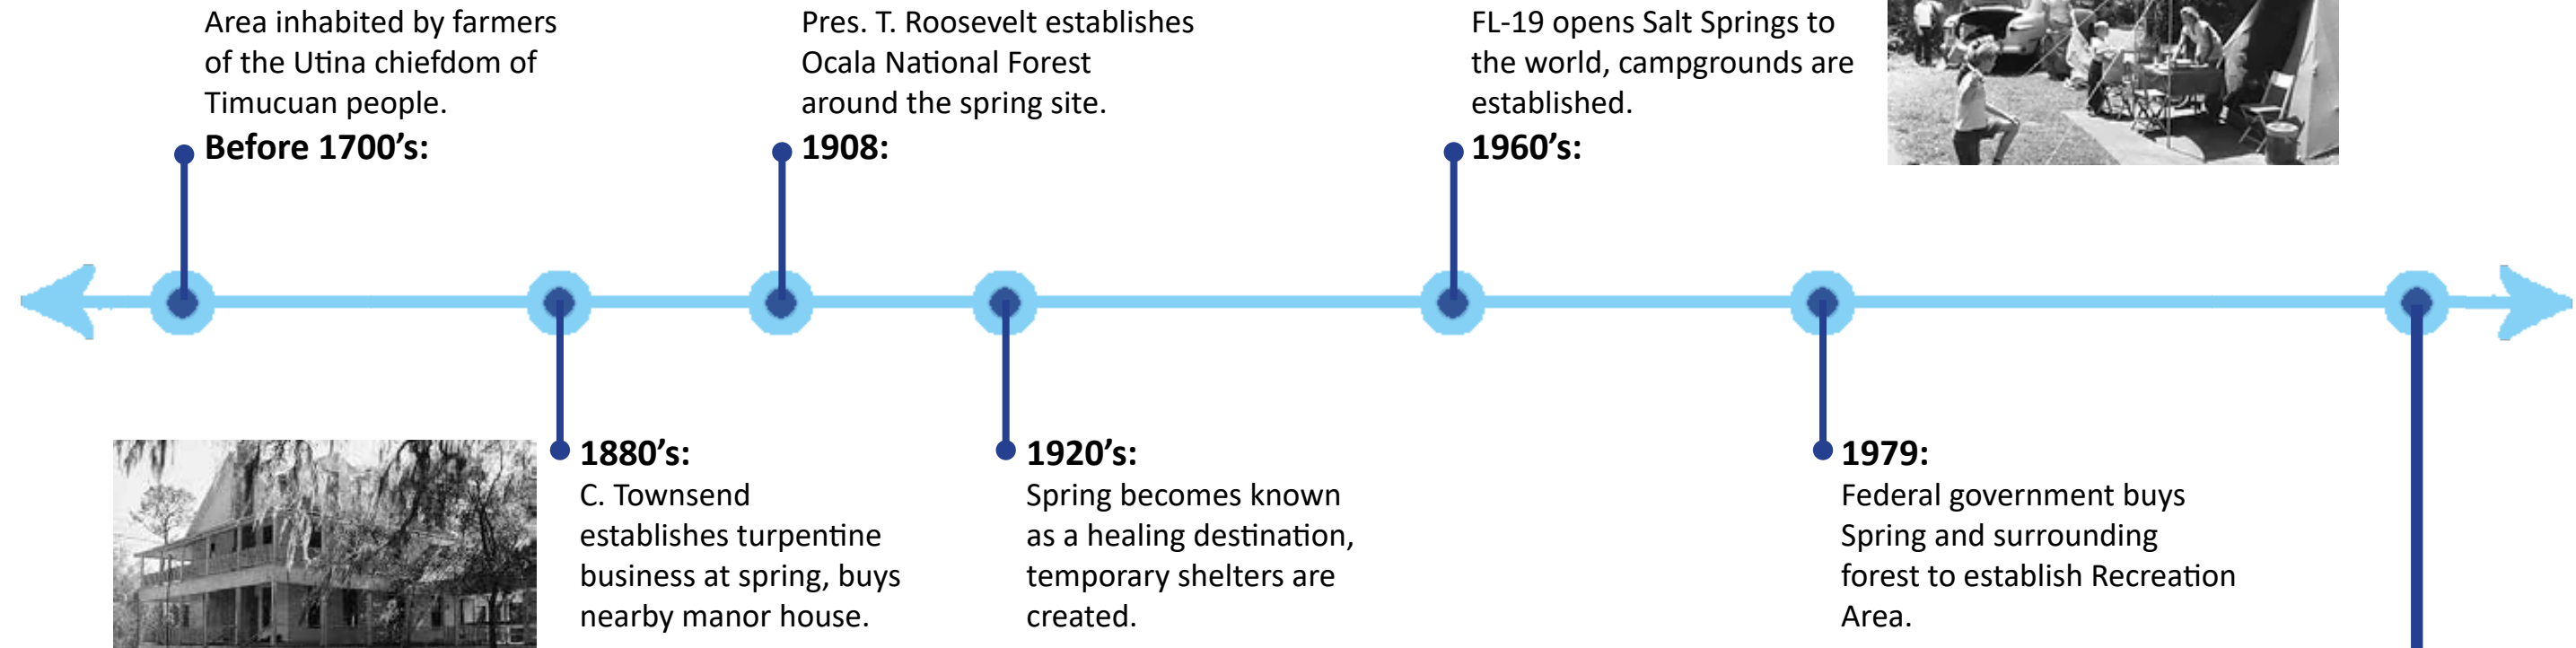 Area inhabited by farmers
of the Utina chiefdom of
Timucuan people.
Before 1700’s:
Pres. T. Roosevelt establishes
Ocala National Forest
around the spring site.
1908:
FL-19 opens Salt Springs to
the world, campgrounds are
established.
1960’s:
1880’s:
C. Townsend
establishes turpentine
business at spring, buys
nearby manor house.
1920’s:
Spring becomes known
as a healing destination,
temporary shelters are
created.
1979:
Federal government buys
Spring and surrounding
forest to establish Recreation
Area.